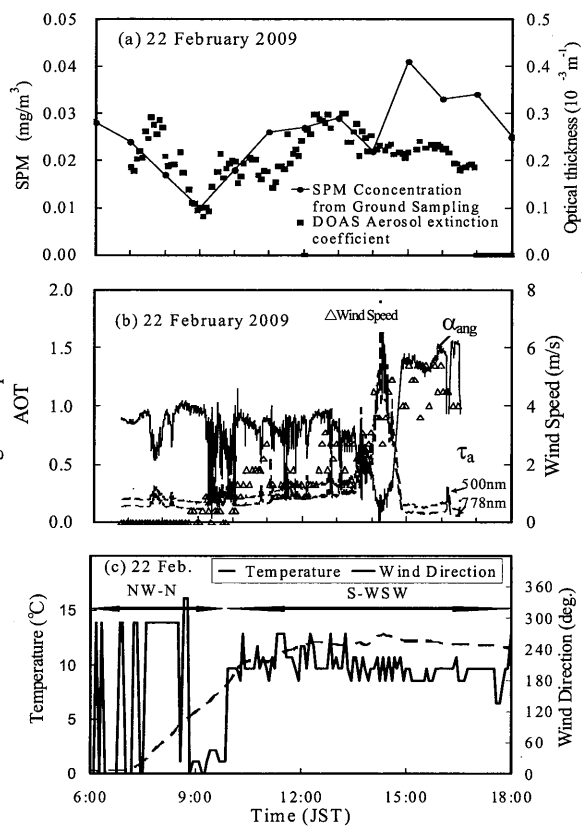 0.05
(a) 22 February 2009
0.5
0.04
0.4
0.03
0.3
0.02
0.2
0.01
0.1
0.00
0.0
SPM (mg/m³)
Optical thickness (10⁻³m⁻¹)
SPM Cconcentration
from Ground Sampling
DOAS Aerosol extinction
coefficient
2.0
(b) 22 February 2009
8
△Wind Speed
αang
1.5
6
1.0
4
0.5
2
0.0
0
AOT
Wind Speed (m/s)
τa
500nm
778nm
(c) 22 Feb.
Temperature
Wind Direction
NW-N
S-WSW
15
10
5
0
360
300
240
180
120
60
0
Temperature (℃)
Wind Direction (deg.)
6:00
9:00
12:00
15:00
18:00
Time (JST)